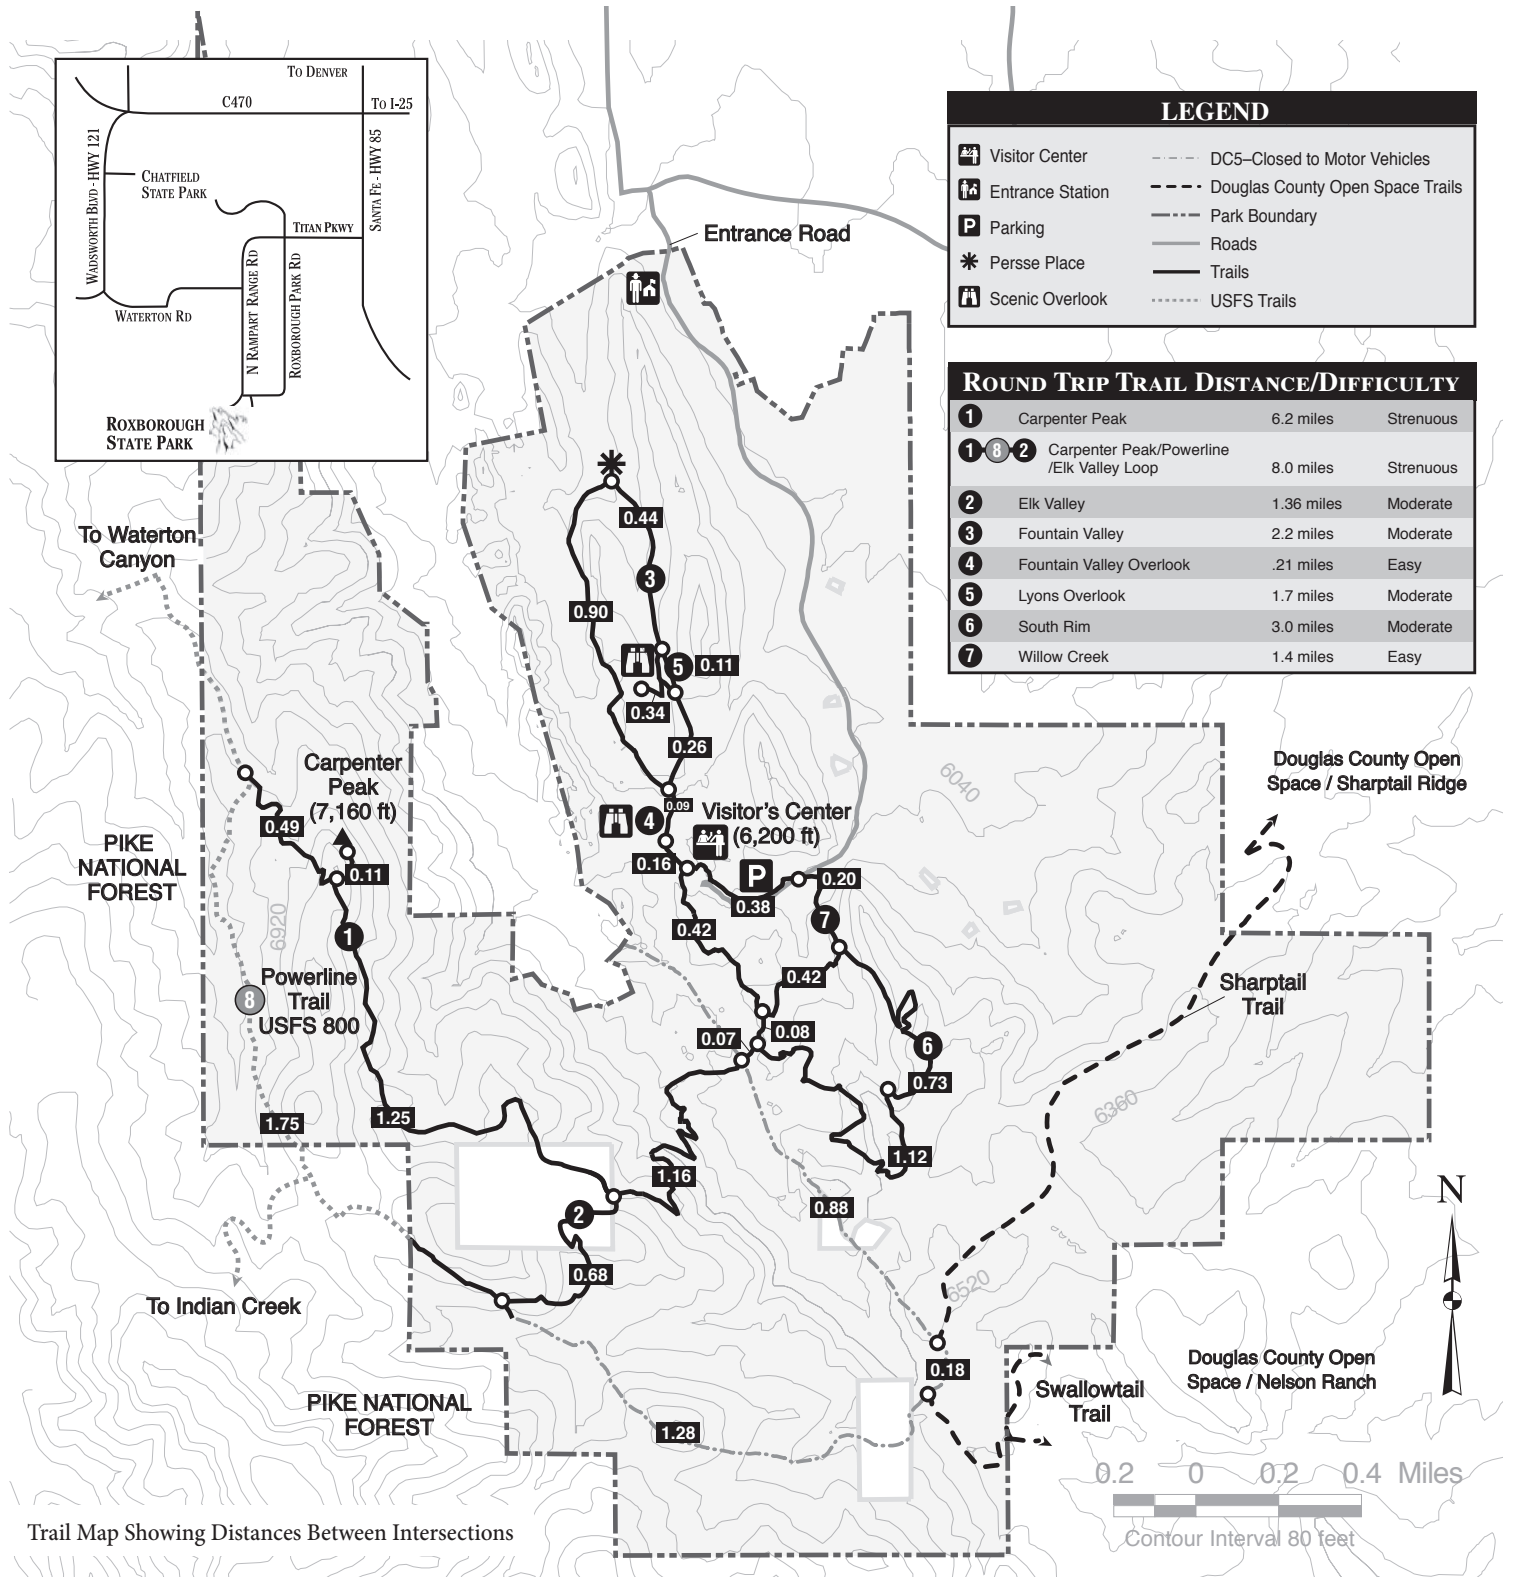 To Denver
C470
To I-25
Wadsworth Blvd - Hwy 121
Chatfield
State Park
Santa Fe - Hwy 85
Titan Pkwy
N Rampart Range Rd
Roxborough Park Rd
Waterton Rd
Roxborough
State Park
LEGEND
Visitor Center
Entrance Station
P Parking
Persse Place
Scenic Overlook
DC5–Closed to Motor Vehicles
Douglas County Open Space Trails
Park Boundary
Roads
Trails
USFS Trails
Round Trip Trail Distance/Difficulty
1 Carpenter Peak 6.2 miles Strenuous
1 8 2 Carpenter Peak/Powerline
/Elk Valley Loop 8.0 miles Strenuous
2 Elk Valley 1.36 miles Moderate
3 Fountain Valley 2.2 miles Moderate
4 Fountain Valley Overlook .21 miles Easy
5 Lyons Overlook 1.7 miles Moderate
6 South Rim 3.0 miles Moderate
7 Willow Creek 1.4 miles Easy
Entrance Road
0.44
3
0.90
5 0.11
0.34
0.26
0.09
4
Visitor's Center
(6,200 ft)
0.16
P
0.20
0.38
7
0.42
0.42
0.07
0.08
6
0.73
1.12
1.16
0.88
To Waterton
Canyon
Carpenter
Peak
(7,160 ft)
0.49
0.11
PIKE
NATIONAL
FOREST
6920
1
8
Powerline
Trail
USFS 800
1.75
1.25
2
0.68
To Indian Creek
PIKE NATIONAL
FOREST
1.28
6040
Douglas County Open
Space / Sharptail Ridge
Sharptail
Trail
6360
6520
0.18
Swallowtail
Trail
Douglas County Open
Space / Nelson Ranch
N
0.2 0 0.2 0.4 Miles
Contour Interval 80 feet
Trail Map Showing Distances Between Intersections